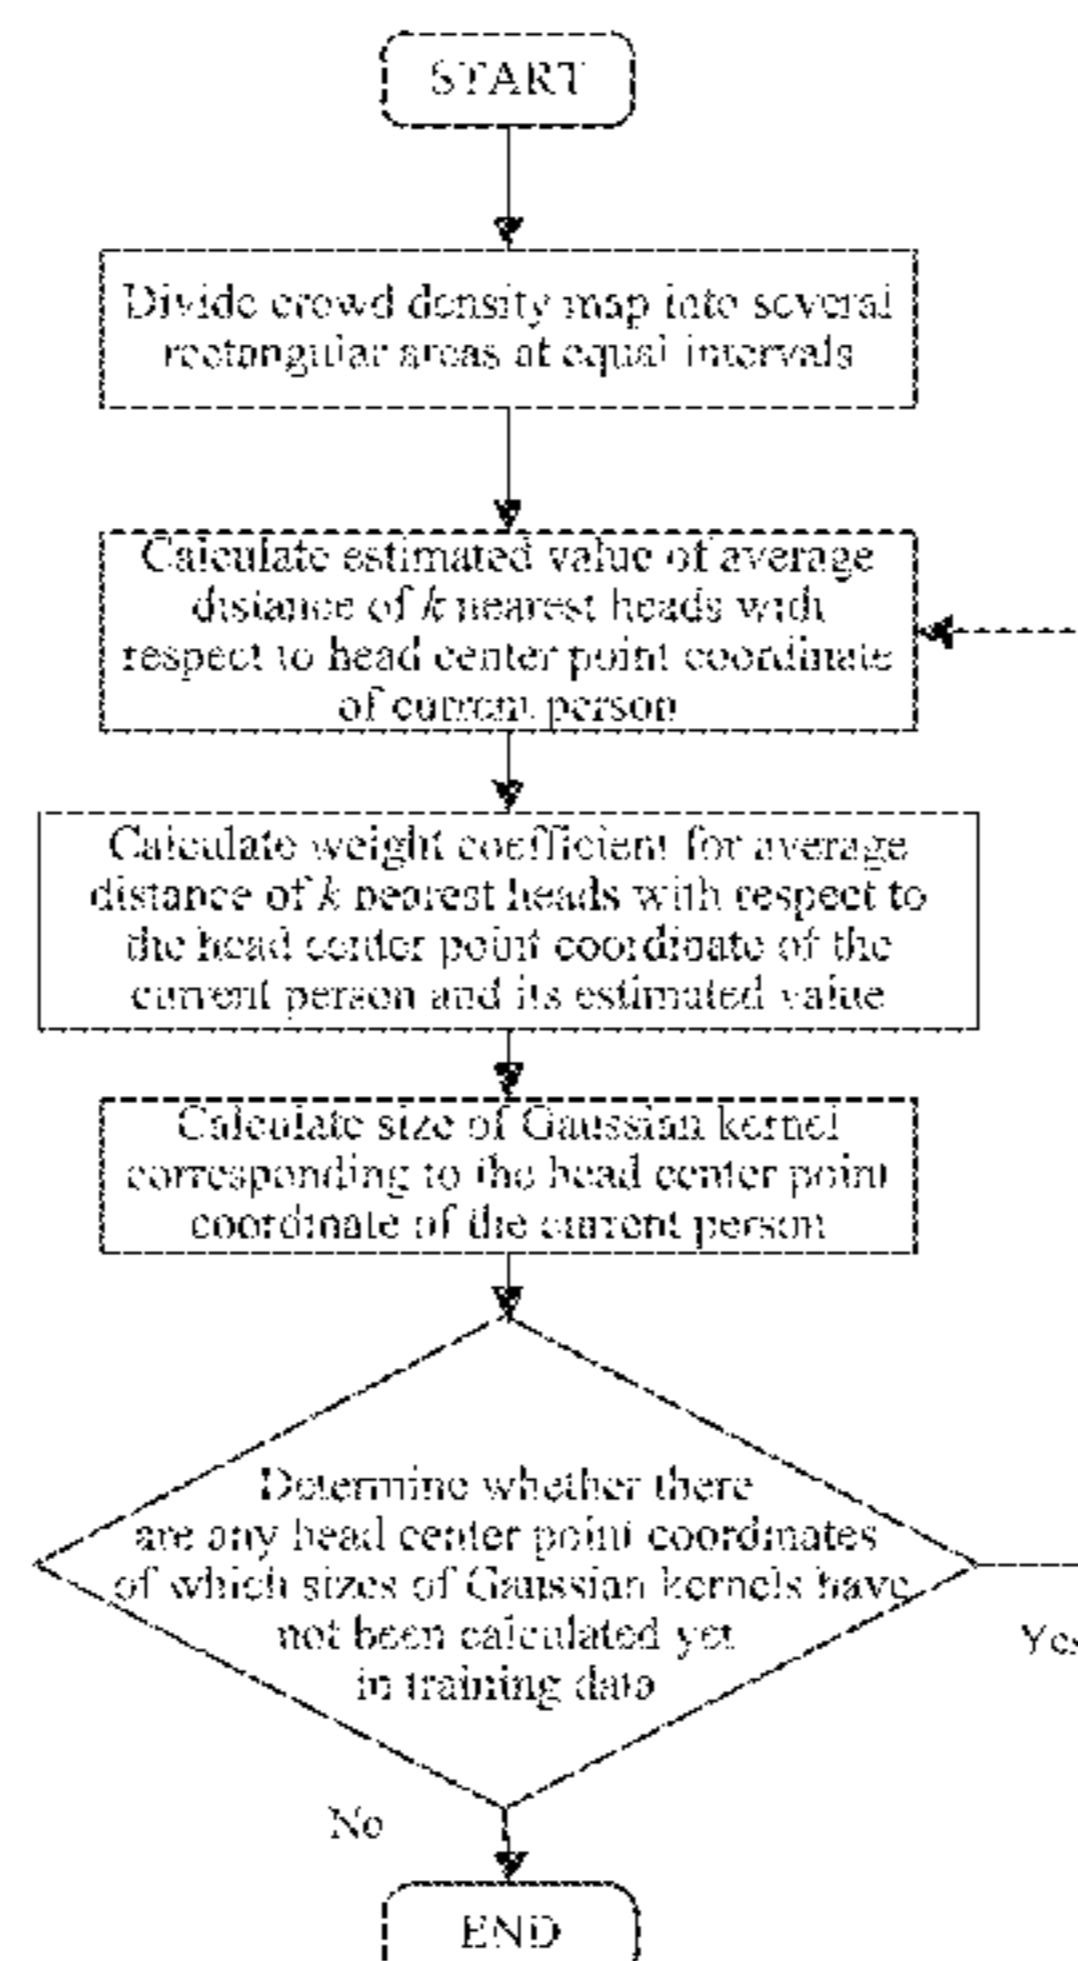 START
Divide crowd density map into several
rectangular areas at equal intervals
Calculate estimated value of average
distance of k nearest heads with
respect to head center point coordinate
of current person
Calculate weight coefficient for average
distance of k nearest heads with respect to
the head center point coordinate of the
current person and its estimated value
Calculate size of Gaussian kernel
corresponding to the head center point
coordinate of the current person
Determine whether there
are any head center point coordinates
of which sizes of Gaussian kernels have
not been calculated yet
in training data
Yes
No
END